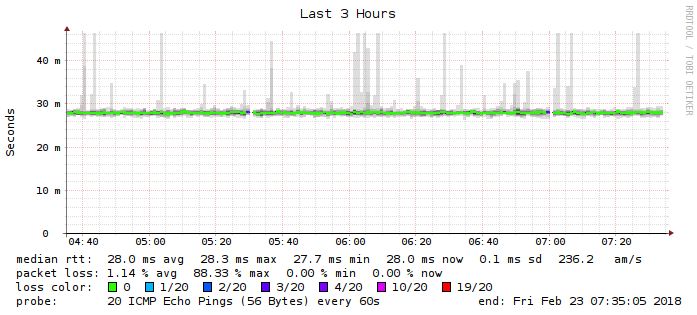 Last 3 Hours
RRDTOOL / TOBI OETIKER
Seconds
40 m
30 m
20 m
10 m
0
04:40 05:00 05:20 05:40 06:00 06:20 06:40 07:00 07:20
median rtt: 28.0 ms avg 28.3 ms max 27.7 ms min 28.0 ms now 0.1 ms sd 236.2 am/s
packet loss: 1.14 % avg 88.33 % max 0.00 % min 0.00 % now
loss color: 0 1/20 2/20 3/20 4/20 10/20 19/20
probe: 20 ICMP Echo Pings (56 Bytes) every 60s end: Fri Feb 23 07:35:05 2018